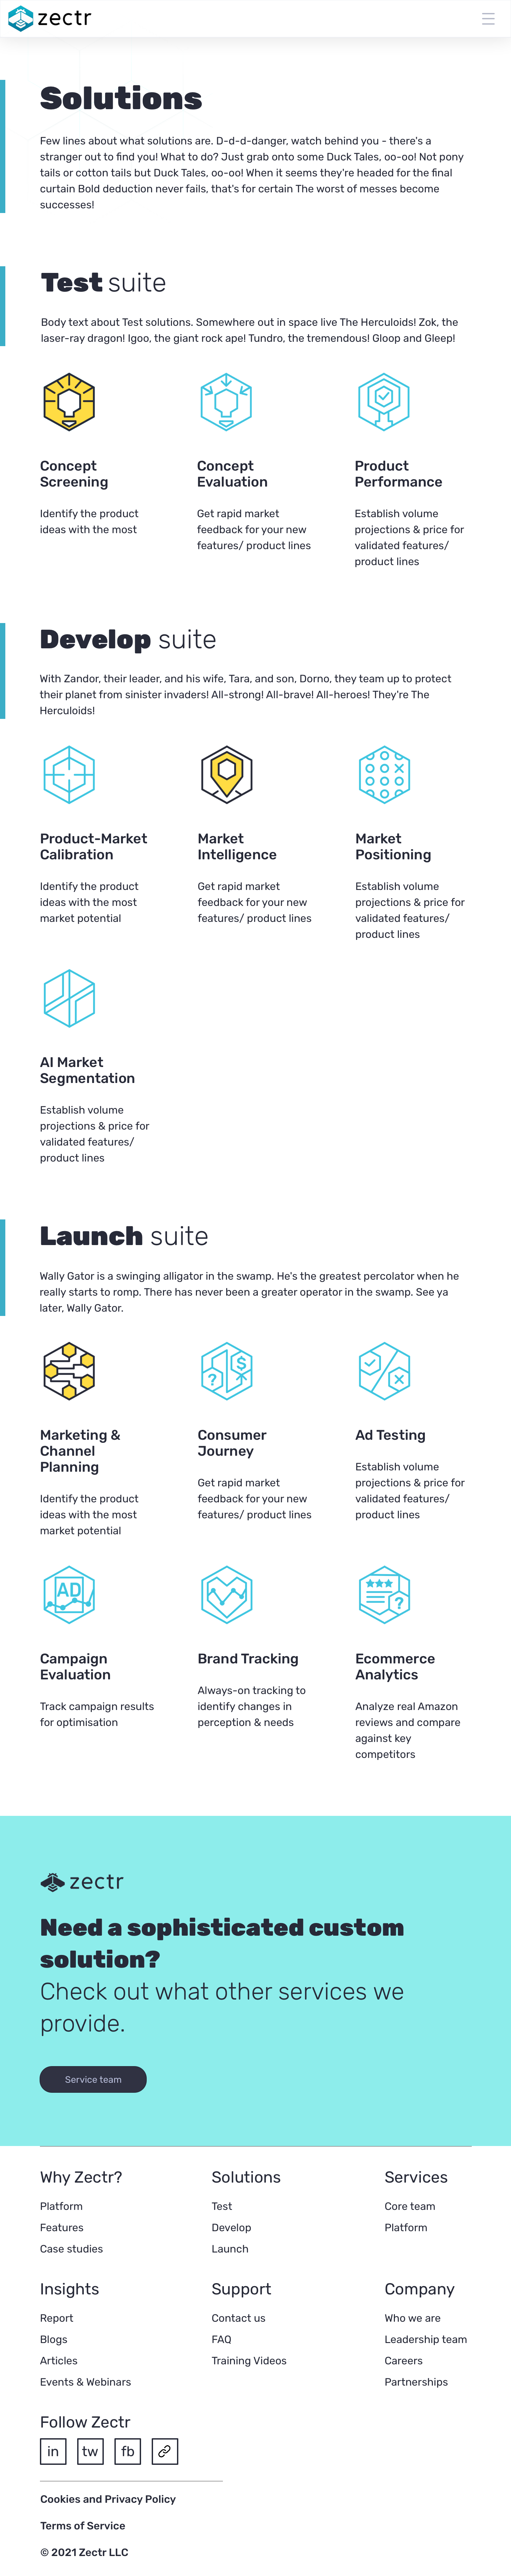 zectr
Solutions
Few lines about what solutions are. D-d-d-danger, watch behind you - there's a
stranger out to find you! What to do? Just grab onto some Duck Tales, oo-oo! Not pony
tails or cotton tails but Duck Tales, oo-oo! When it seems they're headed for the final
curtain Bold deduction never fails, that's for certain The worst of messes become
successes!
Test suite
Body text about Test solutions. Somewhere out in space live The Herculoids! Zok, the
laser-ray dragon! Igoo, the giant rock ape! Tundro, the tremendous! Gloop and Gleep!
Concept
Screening
Identify the product
ideas with the most
Concept
Evaluation
Get rapid market
feedback for your new
features/ product lines
Product
Performance
Establish volume
projections & price for
validated features/
product lines
Develop suite
With Zandor, their leader, and his wife, Tara, and son, Dorno, they team up to protect
their planet from sinister invaders! All-strong! All-brave! All-heroes! They're The
Herculoids!
Product-Market
Calibration
Identify the product
ideas with the most
market potential
Market
Intelligence
Get rapid market
feedback for your new
features/ product lines
Market
Positioning
Establish volume
projections & price for
validated features/
product lines
AI Market
Segmentation
Establish volume
projections & price for
validated features/
product lines
Launch suite
Wally Gator is a swinging alligator in the swamp. He's the greatest percolator when he
really starts to romp. There has never been a greater operator in the swamp. See ya
later, Wally Gator.
Marketing &
Channel
Planning
Identify the product
ideas with the most
market potential
? $
Consumer
Journey
Get rapid market
feedback for your new
features/ product lines
Ad Testing
Establish volume
projections & price for
validated features/
product lines
AD
Campaign
Evaluation
Track campaign results
for optimisation
Brand Tracking
Always-on tracking to
identify changes in
perception & needs
?
Ecommerce
Analytics
Analyze real Amazon
reviews and compare
against key
competitors
zectr
Need a sophisticated custom
solution?
Check out what other services we
provide.
Service team
Why Zectr?
Platform
Features
Case studies
Solutions
Test
Develop
Launch
Services
Core team
Platform
Insights
Report
Blogs
Articles
Events & Webinars
Support
Contact us
FAQ
Training Videos
Company
Who we are
Leadership team
Careers
Partnerships
Follow Zectr
in tw fb
Cookies and Privacy Policy
Terms of Service
© 2021 Zectr LLC